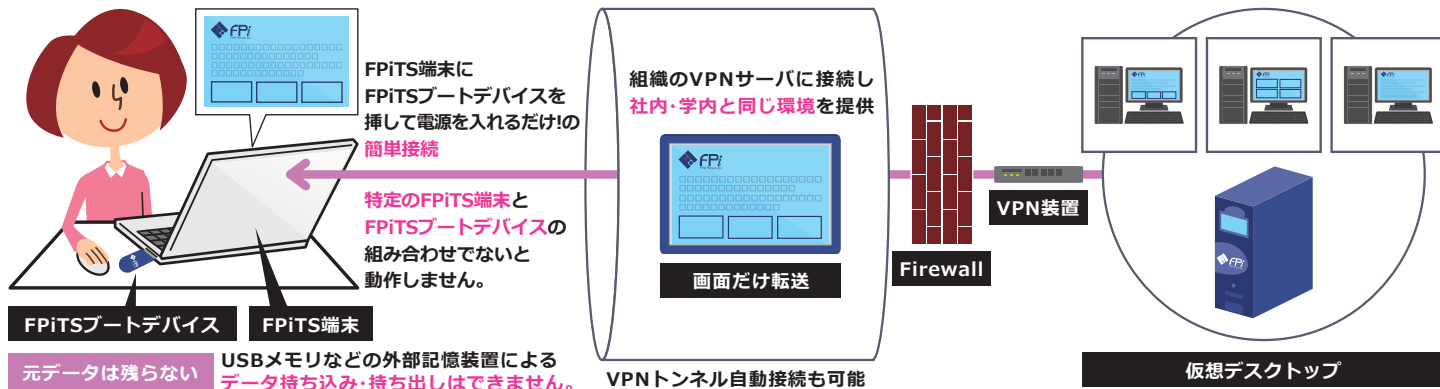 FPi
FPiTS端末に
FPiTSブートデバイスを
挿して電源を入れるだけ!の
簡単接続
特定のFPiTS端末と
FPiTSブートデバイスの
組み合わせでないと
動作しません。
FPiTSブートデバイス
FPiTS端末
元データは残らない
USBメモリなどの外部記憶装置による
データ持ち込み・持ち出しはできません。
組織のVPNサーバに接続し
社内・学内と同じ環境を提供
FPi
画面だけ転送
VPNトンネル自動接続も可能
Firewall
VPN装置
FPi
仮想デスクトップ